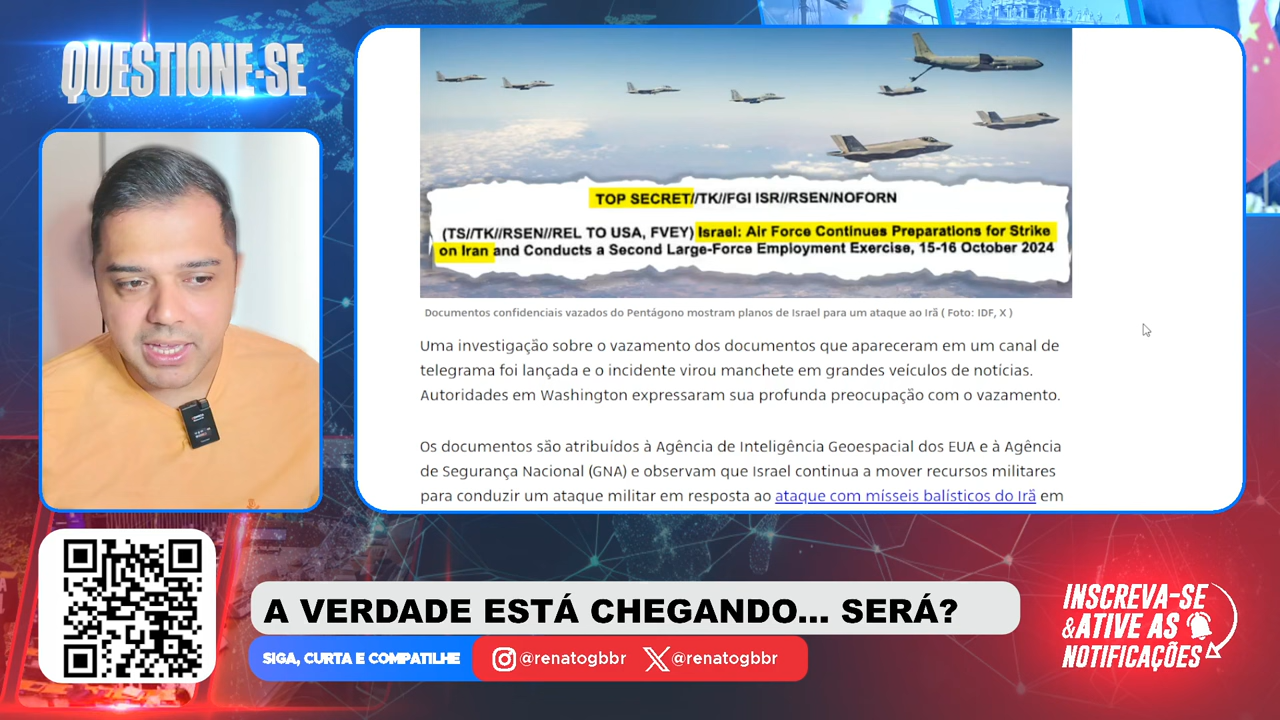 QUESTIONE-SE
TOP SECRET//TK//FGI ISR//RSEN/NOFORN
(TS//TK//RSEN//REL TO USA, FVEY) Israel: Air Force Continues Preparations for Strike
on Iran and Conducts a Second Large-Force Employment Exercise, 15-16 October 2024
Documentos confidenciais vazados do Pentágono mostram planos de Israel para um ataque ao Irã ( Foto: IDF, X )
Uma investigação sobre o vazamento dos documentos que apareceram em um canal de
telegrama foi lançada e o incidente virou manchete em grandes veículos de notícias.
Autoridades em Washington expressaram sua profunda preocupação com o vazamento.
Os documentos são atribuídos à Agência de Inteligência Geoespacial dos EUA e à Agência
de Segurança Nacional (GNA) e observam que Israel continua a mover recursos militares
para conduzir um ataque militar em resposta ao ataque com mísseis balísticos do Irã em
A VERDADE ESTÁ CHEGANDO... SERÁ?
SIGA, CURTA E COMPATILHE
@renatogbbr
@renatogbbr
INSCREVA-SE
&ATIVE AS
NOTIFICAÇÕES